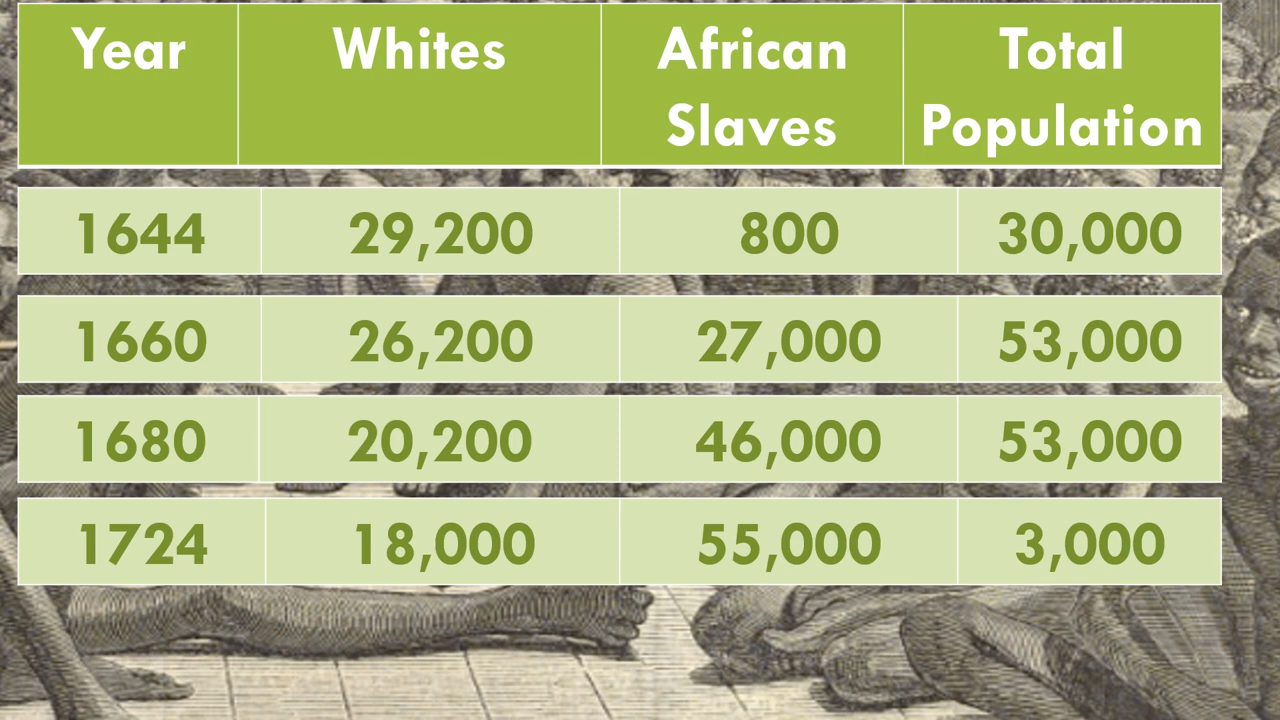 Year Whites African Slaves Total Population
1644 29,200 800 30,000
1660 26,200 27,000 53,000
1680 20,200 46,000 53,000
1724 18,000 55,000 3,000